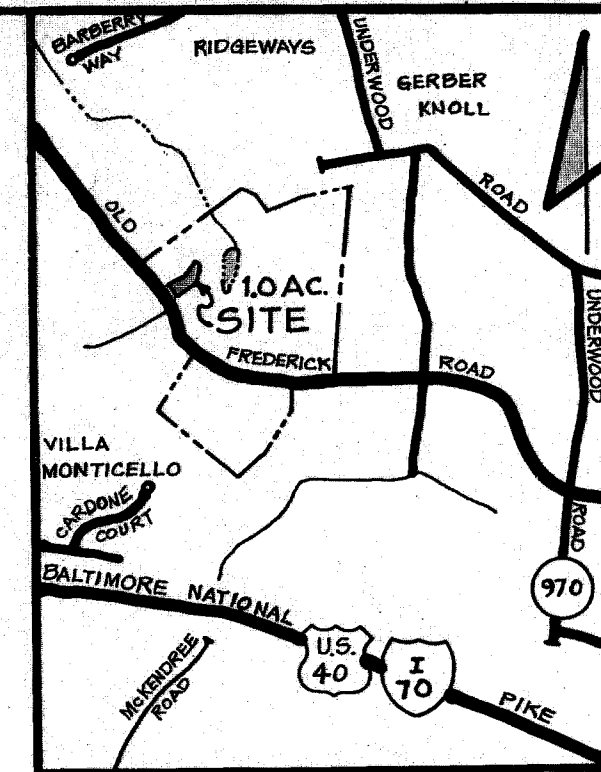 BARBERRY
WAY
RIDGEWAYS
UNDERWOOD
GERBER
KNOLL
ROAD
OLD
1.0 AC.
SITE
FREDERICK
ROAD
UNDERWOOD
VILLA
MONTICELLO
CARDONE
COURT
ROAD
970
BALTIMORE NATIONAL
U.S.
40
I
70
PIKE
McKENDREE
ROAD